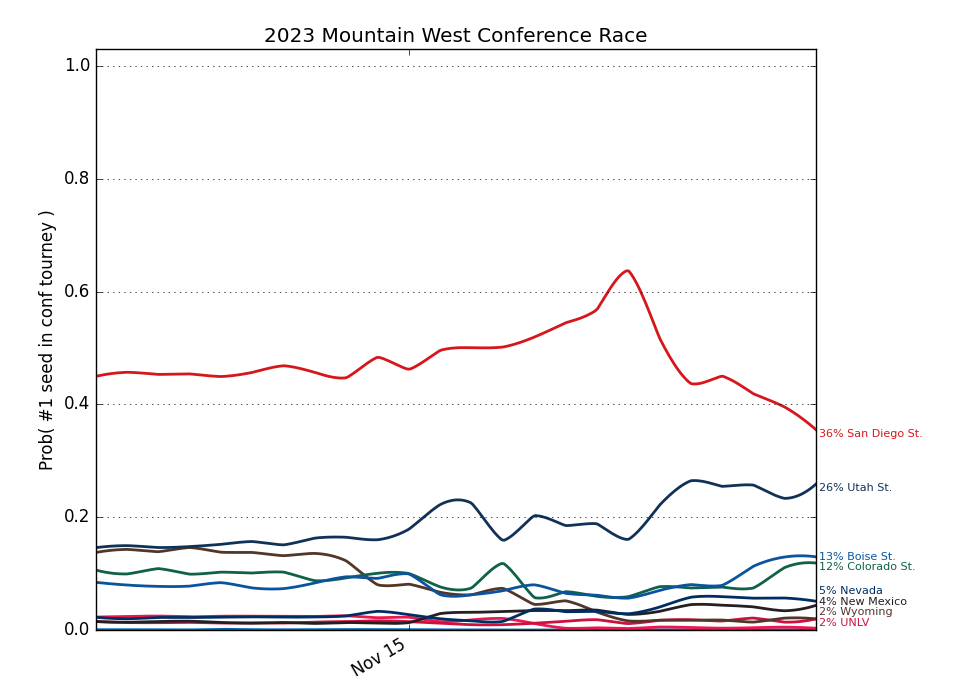 2023 Mountain West Conference Race
Prob( #1 seed in conf tourney )
1.0
0.8
0.6
0.4
0.2
0.0
Nov 15
36% San Diego St.
26% Utah St.
13% Boise St.
12% Colorado St.
5% Nevada
4% New Mexico
2% Wyoming
2% UNLV